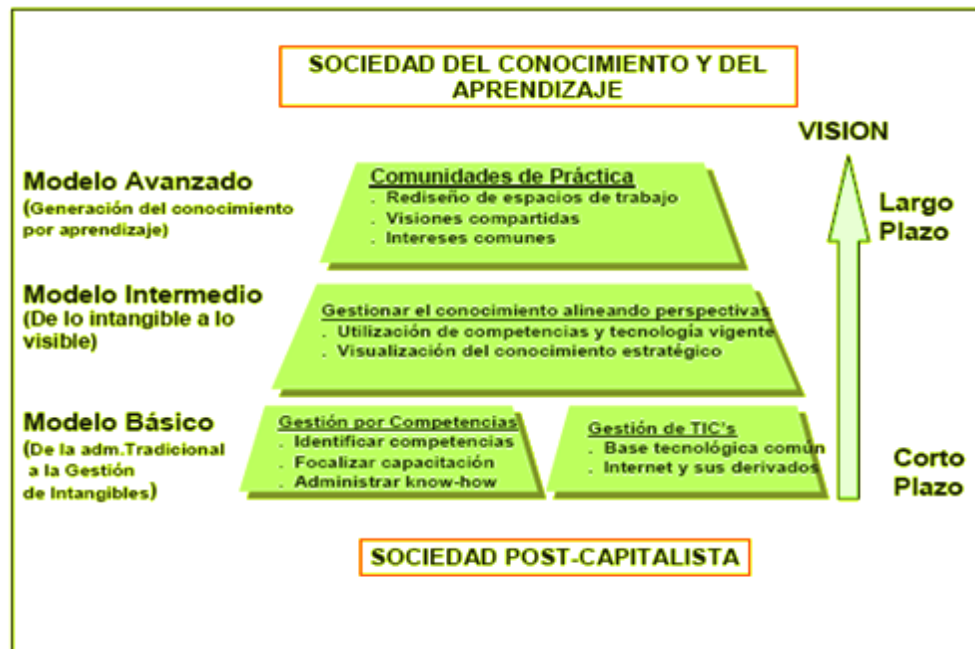 SOCIEDAD DEL CONOCIMIENTO Y DEL
APRENDIZAJE
VISION
Modelo Avanzado
(Generación del conocimiento
por aprendizaje)
Comunidades de Práctica
. Rediseño de espacios de trabajo
. Visiones compartidas
. Intereses comunes
Largo
Plazo
Modelo Intermedio
(De lo intangible a lo
visible)
Gestionar el conocimiento alineando perspectivas
. Utilización de competencias y tecnología vigente
. Visualización del conocimiento estratégico
Modelo Básico
(De la adm.Tradicional
a la Gestión
de Intangibles)
Gestión por Competencias
. Identificar competencias
. Focalizar capacitación
. Administrar know-how
Gestión de TIC's
. Base tecnológica común
. Internet y sus derivados
Corto
Plazo
SOCIEDAD POST-CAPITALISTA